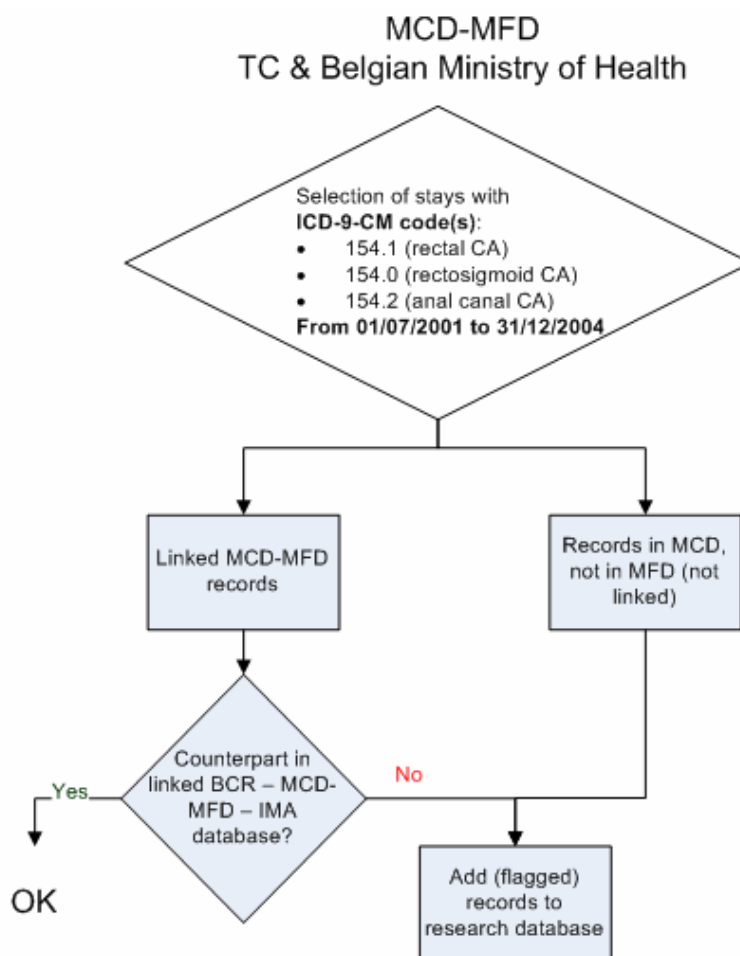 MCD-MFD
TC & Belgian Ministry of Health
Selection of stays with
ICD-9-CM code(s):
• 154.1 (rectal CA)
• 154.0 (rectosigmoid CA)
• 154.2 (anal canal CA)
From 01/07/2001 to 31/12/2004
Linked MCD-MFD
records
Records in MCD,
not in MFD (not
linked)
Counterpart in
linked BCR – MCD-
MFD – IMA
database?
Yes
No
OK
Add (flagged)
records to
research database